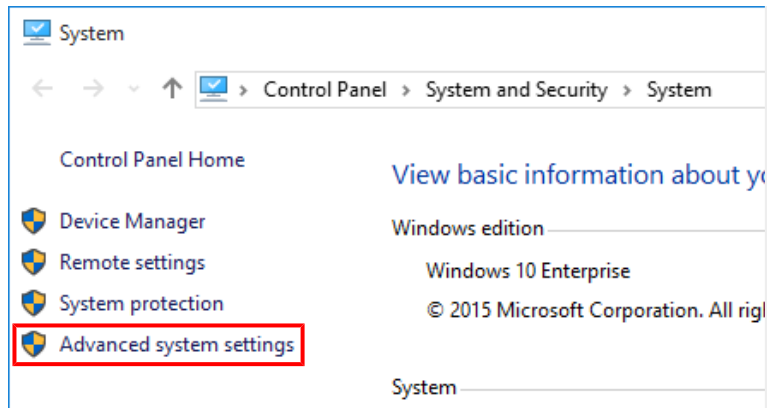 System
Control Panel > System and Security > System
Control Panel Home
View basic information about
Device Manager
Windows edition
Remote settings
Windows 10 Enterprise
System protection
© 2015 Microsoft Corporation. All
Advanced system settings
System